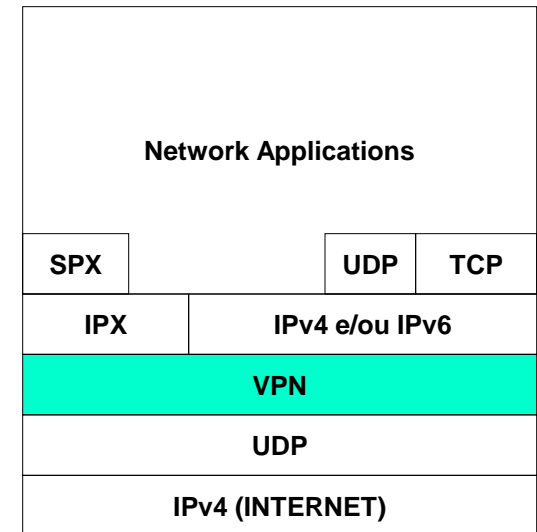 Network Applications
SPX UDP TCP
IPX IPv4 e/ou IPv6
VPN
UDP
IPv4 (INTERNET)